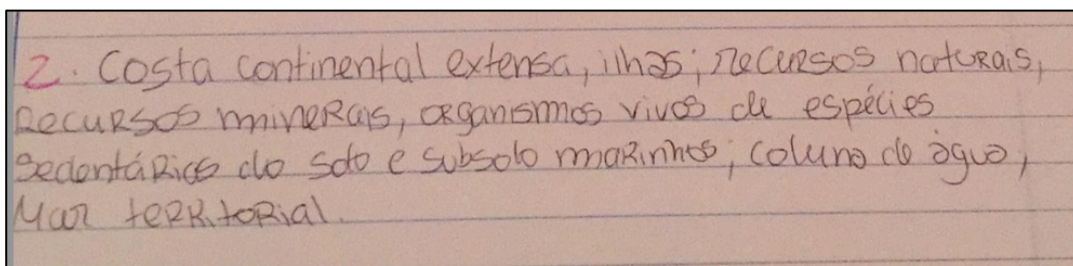 2. Costa continental extensa, ilhas; recursos naturais,
Recursos minerais, organismos vivos de espécies
sedentárias do solo e subsolo marinhos; coluna de àgua,
Mar territorial.